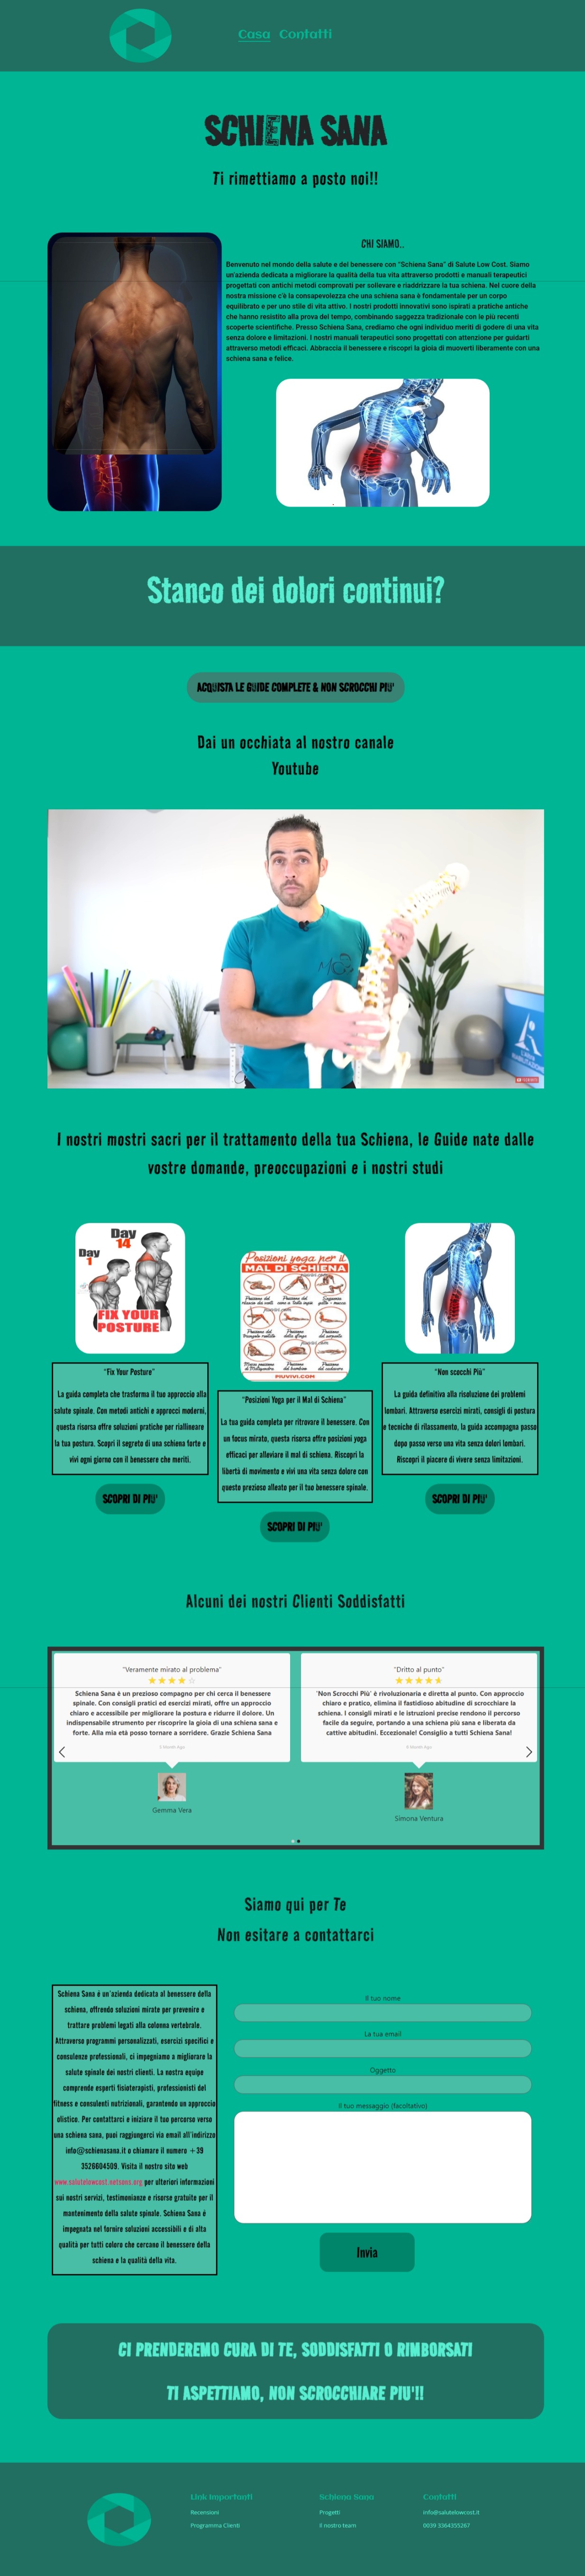 Casa Contatti
SCHIENA SANA
Ti rimettiamo a posto noi!!
CHI SIAMO..
Benvenuto nel mondo della salute e del benessere con "Schiena Sana" di Salute Low Cost. Siamo
un'azienda dedicata a migliorare la qualità della tua vita attraverso prodotti e manuali terapeutici
progettati con antichi metodi comprovati per sollevare e riaddrizzare la tua schiena. Nel cuore della
nostra missione c'è la consapevolezza che una schiena sana è fondamentale per un corpo
equilibrato e per uno stile di vita attivo. I nostri prodotti innovativi sono ispirati a pratiche antiche
che hanno resistito alla prova del tempo, combinando saggezza tradizionale con le più recenti
scoperte scientifiche. Presso Schiena Sana, crediamo che ogni individuo meriti di godere di una vita
senza dolore e limitazioni. I nostri manuali terapeutici sono progettati con attenzione per guidarti
attraverso metodi efficaci. Abbraccia il benessere e riscopri la gioia di muoverti liberamente con una
schiena sana e felice.
Stanco dei dolori continui?
ACQUISTA LE GUIDE COMPLETE & NON SCROCCHI PIU'
Dai un occhiata al nostro canale
Youtube
I nostri mostri sacri per il trattamento della tua Schiena, le Guide nate dalle
vostre domande, preoccupazioni e i nostri studi
Day
14
Day
1
FIX YOUR
POSTURE
"Fix Your Posture"
La guida completa che trasforma il tuo approccio alla
salute spinale. Con metodi antichi e approcci moderni,
questa risorsa offre soluzioni pratiche per riallineare
la tua postura. Scopri il segreto di una schiena forte e
vivi ogni giorno con il benessere che meriti.
SCOPRI DI PIU'
Posizioni yoga per il
MAL DI SCHIENA
PIUVIVI.COM
"Posizioni Yoga per il Mal di Schiena"
La tua guida completa per ritrovare il benessere. Con
un focus mirato, questa risorsa offre posizioni yoga
efficaci per alleviare il mal di schiena. Riscopri la
libertà di movimento e vivi una vita senza dolore con
questo prezioso alleato per il tuo benessere spinale.
SCOPRI DI PIU'
"Non scocchi Più"
La guida definitiva alla risoluzione dei problemi
lombari. Attraverso esercizi mirati, consigli di postura
e tecniche di rilassamento, la guida accompagna passo
dopo passo verso una vita senza dolori lombari.
Riscopri il piacere di vivere senza limitazioni.
SCOPRI DI PIU'
Alcuni dei nostri Clienti Soddisfatti
"Veramente mirato al problema"
Schiena Sana è un prezioso compagno per chi cerca il benessere
spinale. Con consigli pratici ed esercizi mirati, offre un approccio
chiaro e accessibile per migliorare la postura e ridurre il dolore. Un
indispensabile strumento per riscoprire la gioia di una schiena sana e
forte. Alla mia età posso tornare a sorridere. Grazie Schiena Sana
Gemma Vera
"Dritto al punto"
'Non Scrocchi Più' è rivoluzionaria e diretta al punto. Con approccio
chiaro e pratico, elimina il fastidioso abitudine di scrocchiare la
schiena. I consigli mirati e le istruzioni precise rendono il percorso
facile da seguire, portando a una schiena più sana e liberata da
cattive abitudini. Eccezionale! Consiglio a tutti Schiena Sana!
Simona Ventura
Siamo qui per Te
Non esitare a contattarci
Schiena Sana è un'azienda dedicata al benessere della
schiena, offrendo soluzioni mirate per prevenire e
trattare problemi legati alla colonna vertebrale.
Attraverso programmi personalizzati, esercizi specifici e
consulenze professionali, ci impegniamo a migliorare la
salute spinale dei nostri clienti. La nostra equipe
comprende esperti fisioterapisti, professionisti del
fitness e consulenti nutrizionali, garantendo un approccio
olistico. Per contattarci e iniziare il tuo percorso verso
una schiena sana, puoi raggiungerci via email all'indirizzo
info@schienasana.it o chiamare il numero +39
3526604509. Visita il nostro sito web
www.salutelowcost.netsons.org per ulteriori informazioni
sui nostri servizi, testimonianze e risorse gratuite per il
mantenimento della salute spinale. Schiena Sana è
impegnata nel fornire soluzioni accessibili e di alta
qualità per tutti coloro che cercano il benessere della
schiena e la qualità della vita.
Il tuo nome
La tua email
Oggetto
Il tuo messaggio (facoltativo)
Invia
CI PRENDEREMO CURA DI TE, SODDISFATTI O RIMBORSATI
TI ASPETTIAMO, NON SCROCCHIARE PIU'!!
Link Importanti
Recensioni
Programma Clienti
Schiena Sana
Progetti
Il nostro team
Contatti
info@salutelowcost.it
0039 3364355267